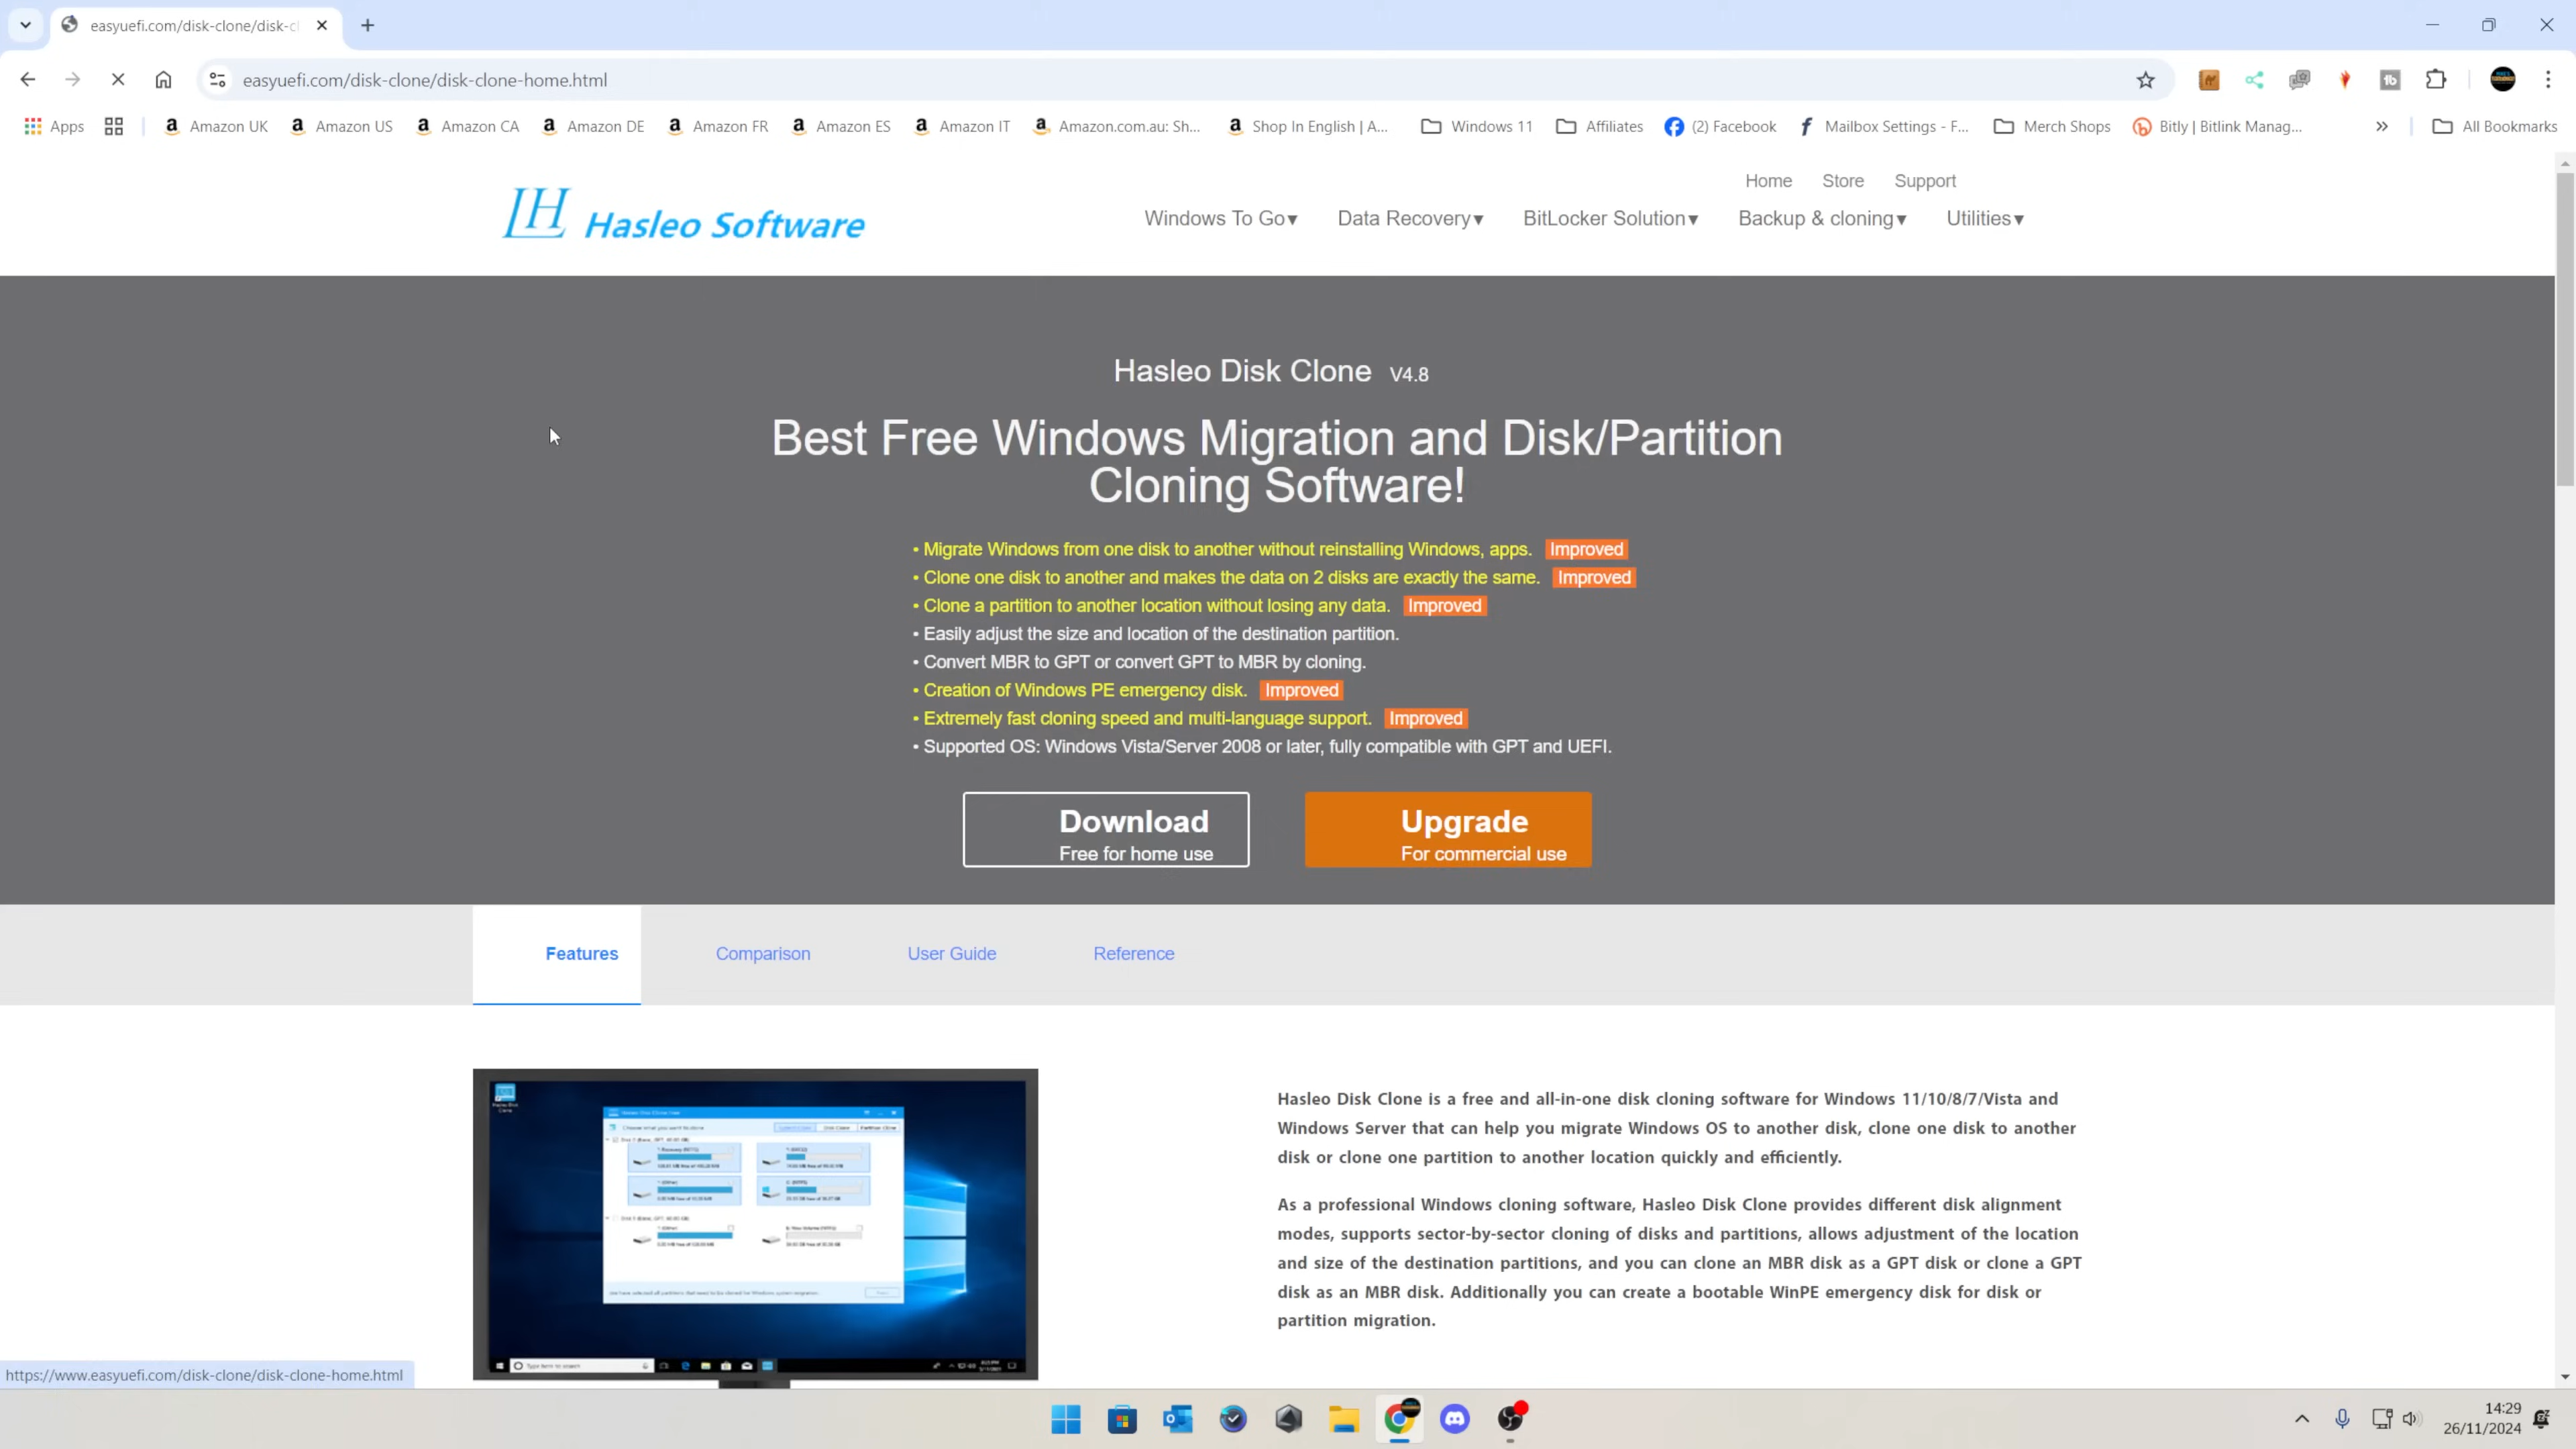 easyuefi.com/disk-clone/disk-cl
easyuefi.com/disk-clone/disk-clone-home.html
Apps
Amazon UK
Amazon US
Amazon CA
Amazon DE
Amazon FR
Amazon ES
Amazon IT
Amazon.com.au: Sh...
Shop In English | A...
Windows 11
Affiliates
(2) Facebook
Mailbox Settings - F...
Merch Shops
Bitly | Bitlink Manag...
All Bookmarks
Home Store Support
Hasleo Software
Windows To Go▾ Data Recovery▾ BitLocker Solution▾ Backup & cloning▾ Utilities▾
Hasleo Disk Clone V4.8
Best Free Windows Migration and Disk/Partition
Cloning Software!
• Migrate Windows from one disk to another without reinstalling Windows, apps. Improved
• Clone one disk to another and makes the data on 2 disks are exactly the same. Improved
• Clone a partition to another location without losing any data. Improved
• Easily adjust the size and location of the destination partition.
• Convert MBR to GPT or convert GPT to MBR by cloning.
• Creation of Windows PE emergency disk. Improved
• Extremely fast cloning speed and multi-language support. Improved
• Supported OS: Windows Vista/Server 2008 or later, fully compatible with GPT and UEFI.
Download
Free for home use
Upgrade
For commercial use
Features
Comparison
User Guide
Reference
Hasleo Disk Clone is a free and all-in-one disk cloning software for Windows 11/10/8/7/Vista and
Windows Server that can help you migrate Windows OS to another disk, clone one disk to another
disk or clone one partition to another location quickly and efficiently.
As a professional Windows cloning software, Hasleo Disk Clone provides different disk alignment
modes, supports sector-by-sector cloning of disks and partitions, allows adjustment of the location
and size of the destination partitions, and you can clone an MBR disk as a GPT disk or clone a GPT
disk as an MBR disk. Additionally you can create a bootable WinPE emergency disk for disk or
partition migration.
https://www.easyuefi.com/disk-clone/disk-clone-home.html
14:29
26/11/2024